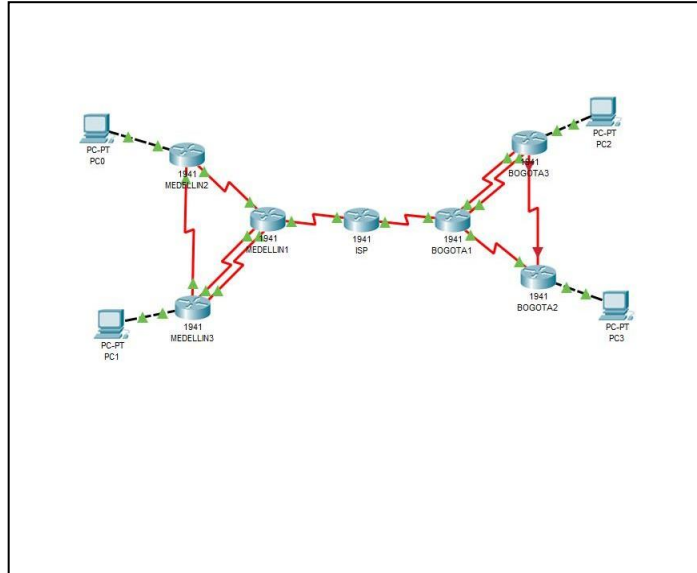 PC-PT
PC0
1941
MEDELLIN2
1941
MEDELLIN1
PC-PT
PC1
1941
MEDELLIN3
1941
ISP
1941
BOGOTA1
1941
BOGOTA3
PC-PT
PC2
1941
BOGOTA2
PC-PT
PC3